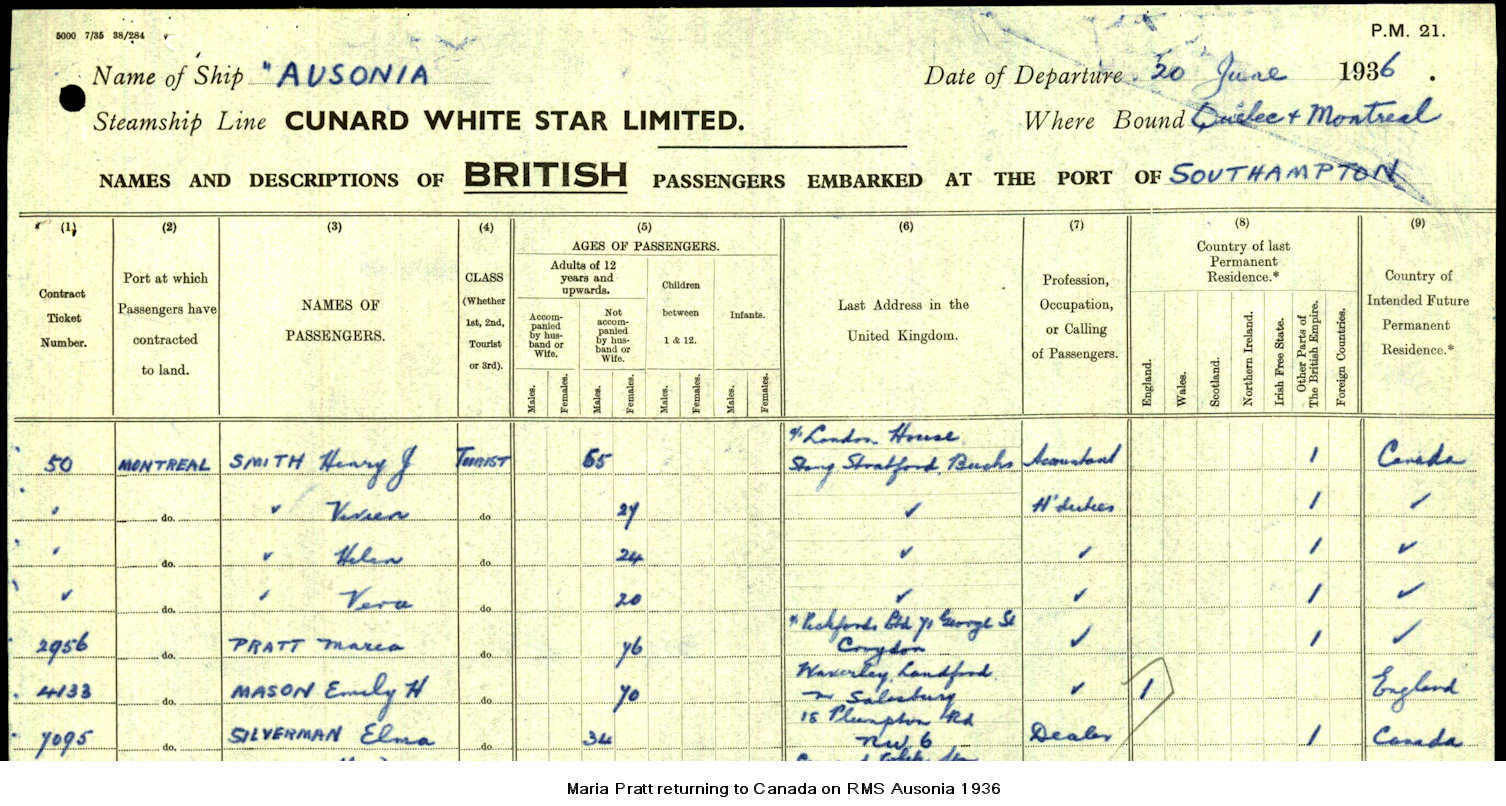 5000 7/35 38/284
P.M. 21.
Name of Ship "AUSONIA
Date of Departure 20 June 1936.
Steamship Line CUNARD WHITE STAR LIMITED.
Where Bound Quebec + Montreal
NAMES AND DESCRIPTIONS OF BRITISH PASSENGERS EMBARKED AT THE PORT OF SOUTHAMPTON
(1) (2) (3) (4) (5) (6) (7) (8) (9)
Contract Ticket Number.
Port at which Passengers have contracted to land.
NAMES OF PASSENGERS.
CLASS (Whether 1st, 2nd, Tourist or 3rd).
AGES OF PASSENGERS.
Adults of 12 years and upwards.
Accompanied by husband or Wife.
Not accompanied by husband or Wife.
Children between 1 & 12.
Infants.
Males. Females. Males. Females. Males. Females. Males. Females.
Last Address in the United Kingdom.
Profession, Occupation, or Calling of Passengers.
Country of last Permanent Residence.*
England. Wales. Scotland. Northern Ireland. Irish Free State. Other Parts of The British Empire. Foreign Countries.
Country of Intended Future Permanent Residence.*
c/o London House
50 MONTREAL SMITH Henry J TOURIST 55 Stony Stratford, Bucks Accountant 1 Canada
" do. ✓ Vivien do 27 ✓ H'duties 1 ✓
" do. ✓ Helen do 24 ✓ ✓ 1 ✓
✓ do. ✓ Vera do 20 ✓ ✓ 1 ✓
c/o Pickfords Ltd 71 George St
2956 do. PRATT Maria do. 76 Croydon ✓ 1 ✓
Waverley, Landford
4133 do. MASON Emily H do. 70 Nr Salisbury ✓ 1 England
15 Plumpton Rd
7095 do. SILVERMAN Elma do. 34 NW 6 Dealer 1 Canada
Maria Pratt returning to Canada on RMS Ausonia 1936